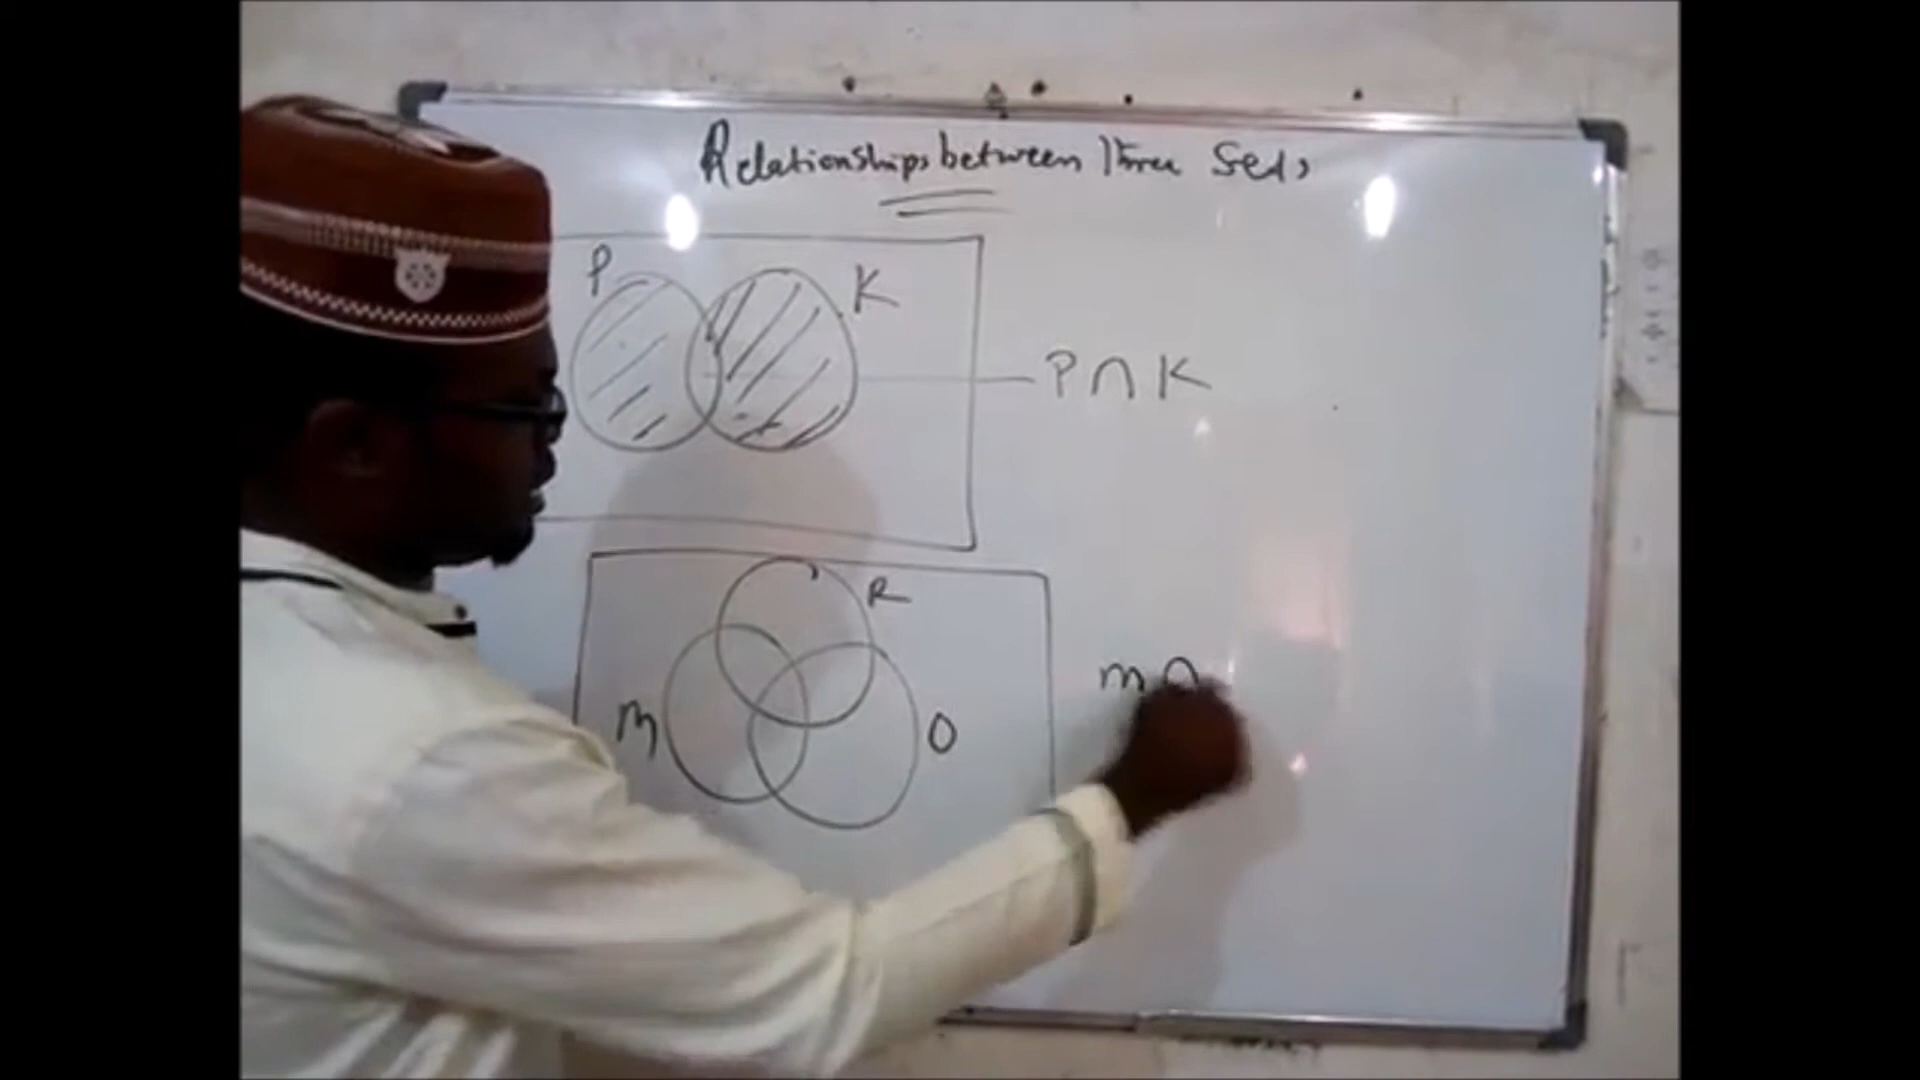 Relationships between Three Sets
P K
P∩K
R
M O
m∩